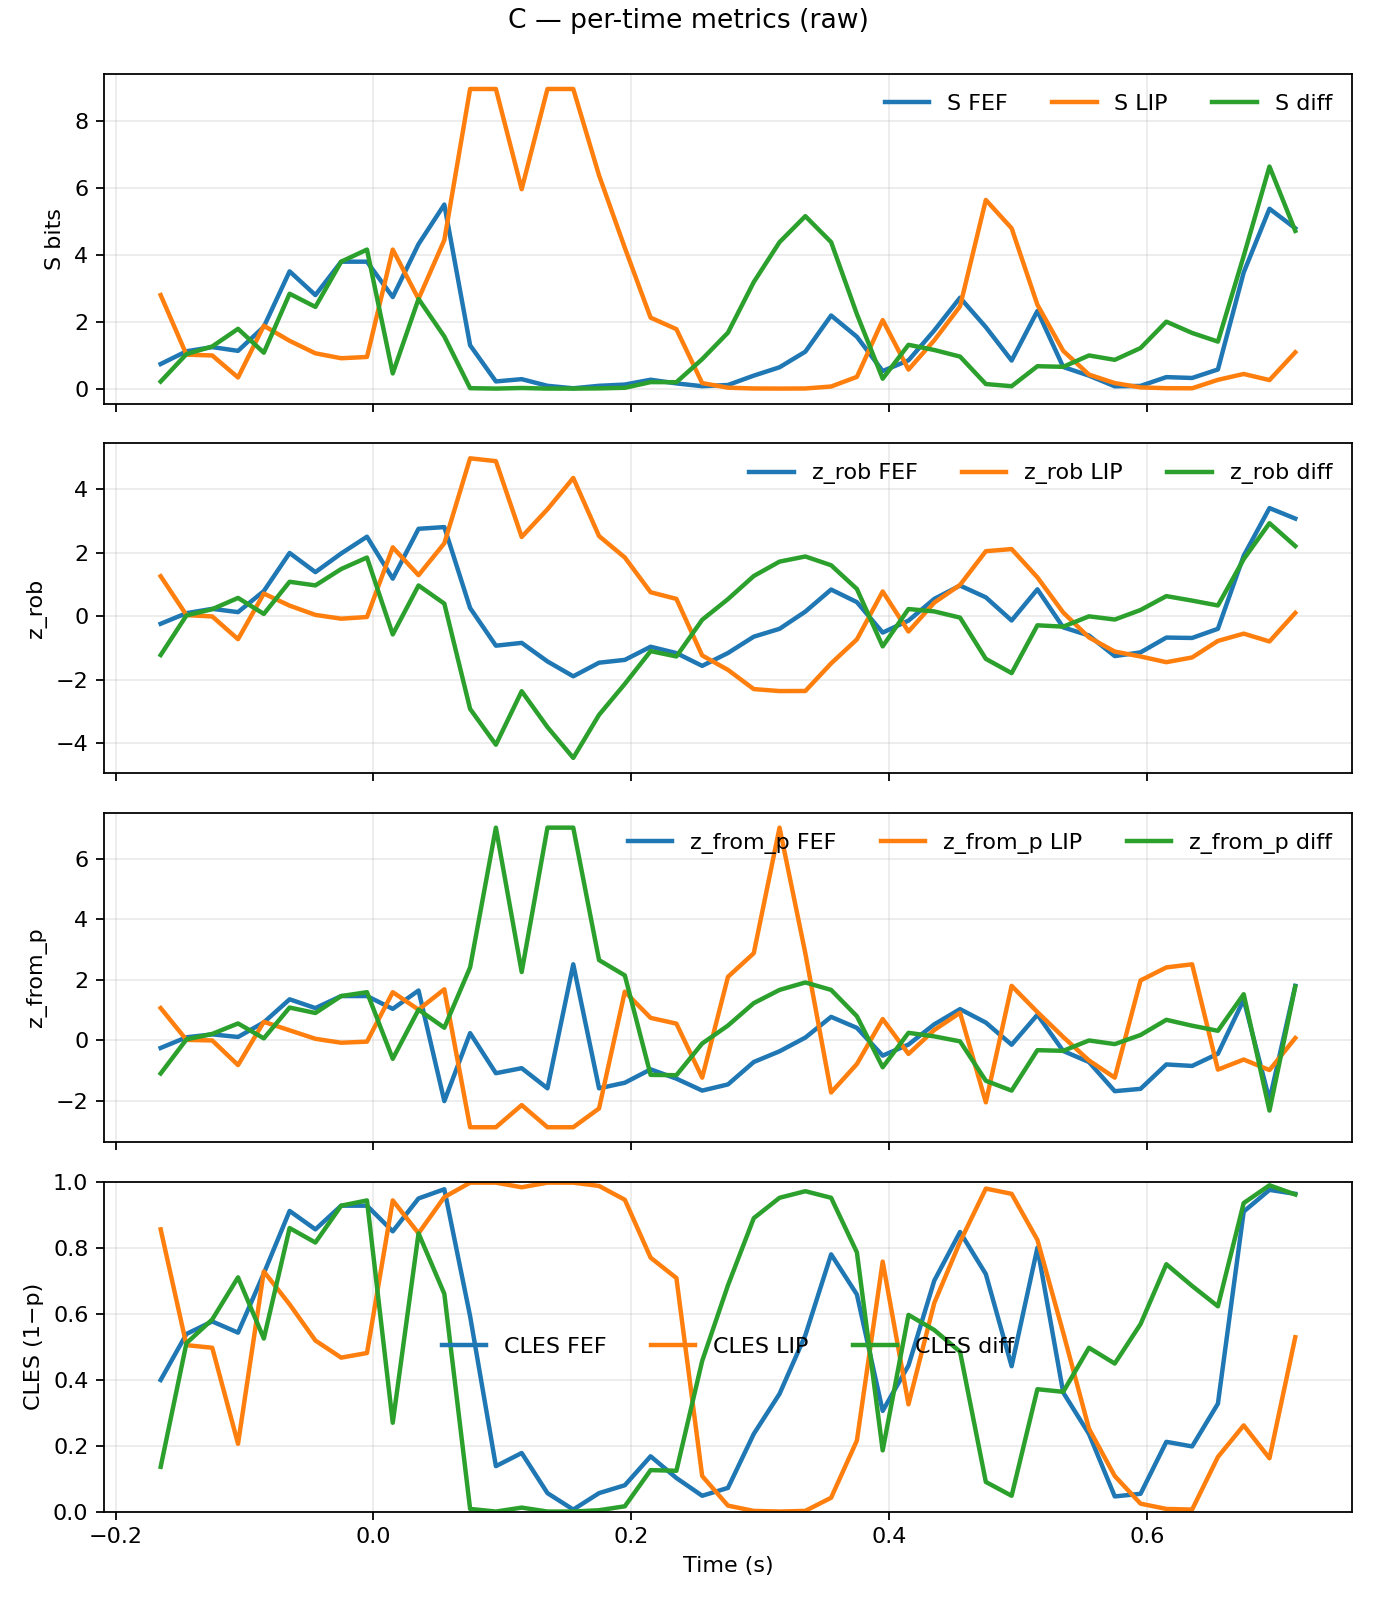 C — per-time metrics (raw)
S FEF S LIP S diff
8
6
4
2
0
S bits
z_rob FEF z_rob LIP z_rob diff
4
2
0
−2
−4
z_rob
z_from_p FEF z_from_p LIP z_from_p diff
6
4
2
0
−2
z_from_p
1.0
0.8
0.6
0.4
0.2
0.0
CLES (1−p)
CLES FEF CLES LIP CLES diff
−0.2 0.0 0.2 0.4 0.6
Time (s)